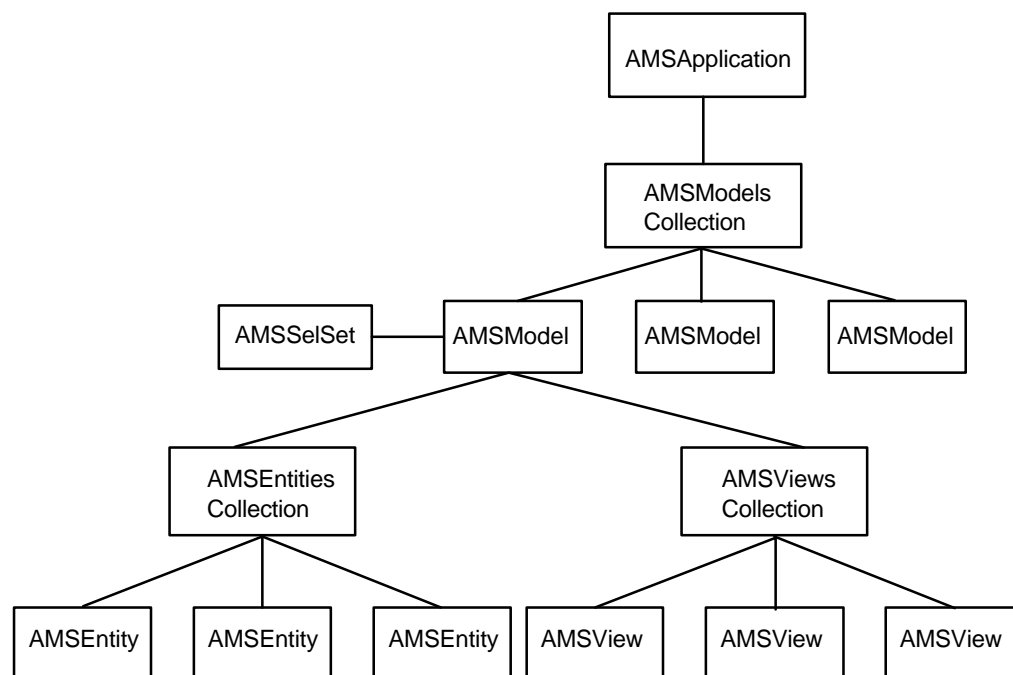 AMSApplication
AMSModels
Collection
AMSSelSet
AMSModel
AMSModel
AMSModel
AMSEntities
Collection
AMSViews
Collection
AMSEntity
AMSEntity
AMSEntity
AMSView
AMSView
AMSView